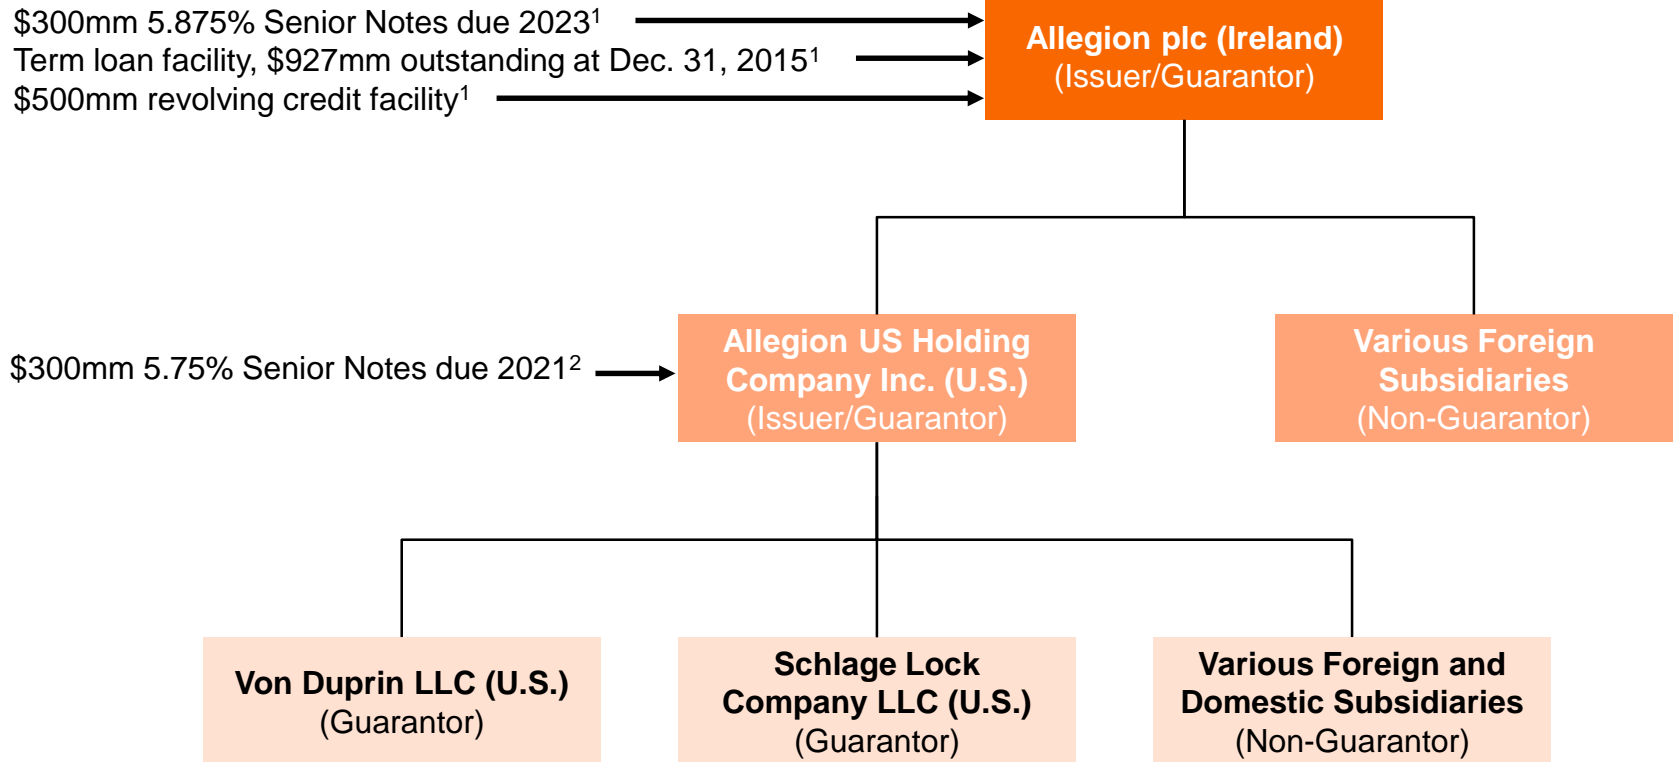 $300mm 5.875% Senior Notes due 2023¹
Term loan facility, $927mm outstanding at Dec. 31, 2015¹
$500mm revolving credit facility¹
Allegion plc (Ireland)
(Issuer/Guarantor)
$300mm 5.75% Senior Notes due 2021²
Allegion US Holding
Company Inc. (U.S.)
(Issuer/Guarantor)
Various Foreign
Subsidiaries
(Non-Guarantor)
Von Duprin LLC (U.S.)
(Guarantor)
Schlage Lock
Company LLC (U.S.)
(Guarantor)
Various Foreign and
Domestic Subsidiaries
(Non-Guarantor)